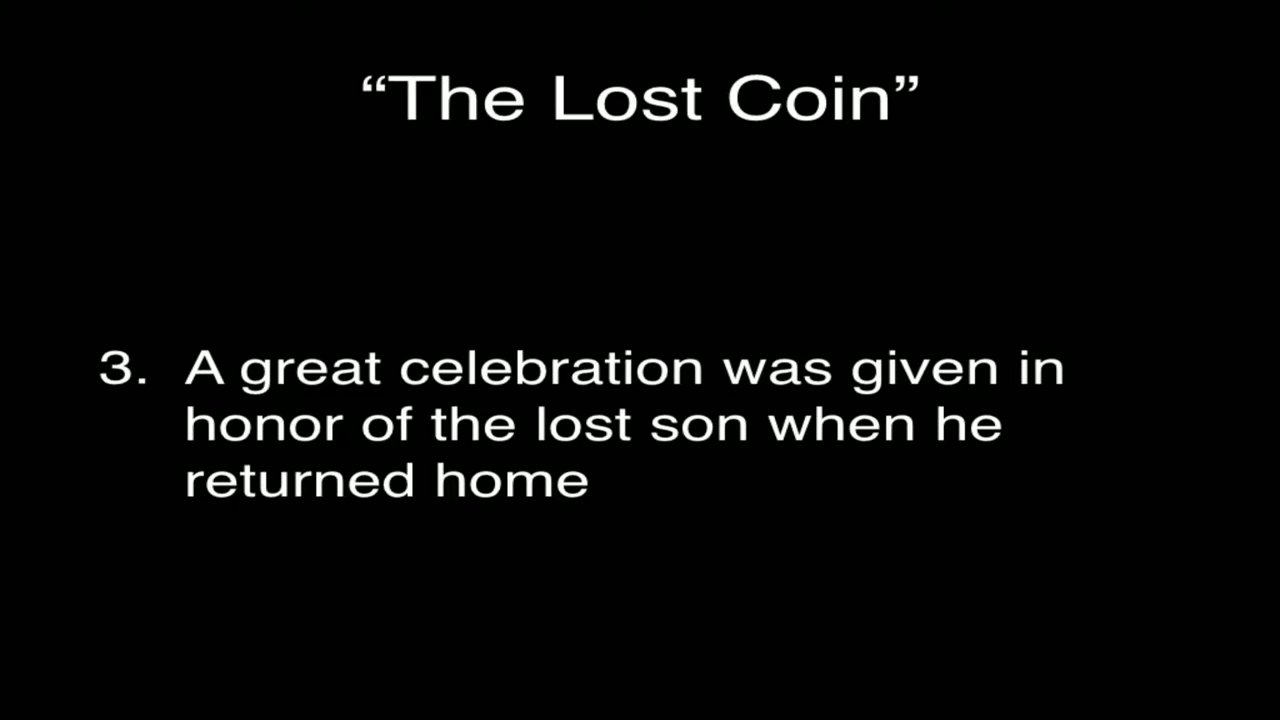 “The Lost Coin”
3. A great celebration was given in
honor of the lost son when he
returned home